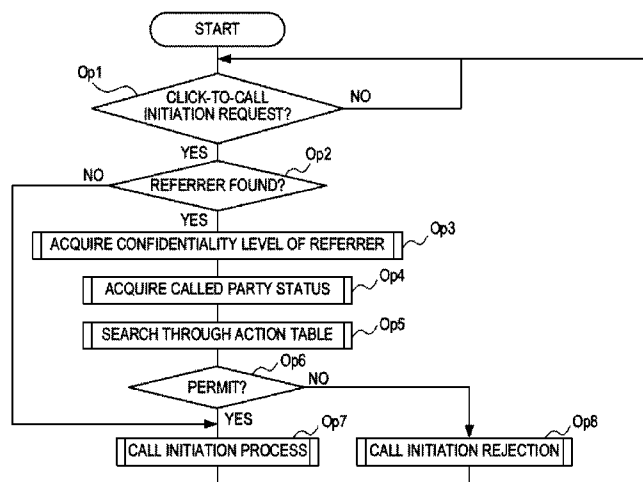 START
Op1
CLICK-TO-CALL
INITIATION REQUEST?
NO
YES
Op2
NO
REFERRER FOUND?
YES
ACQUIRE CONFIDENTIALITY LEVEL OF REFERRER
Op3
ACQUIRE CALLED PARTY STATUS
Op4
SEARCH THROUGH ACTION TABLE
Op5
Op6
PERMIT?
NO
YES
Op7
Op8
CALL INITIATION PROCESS
CALL INITIATION REJECTION